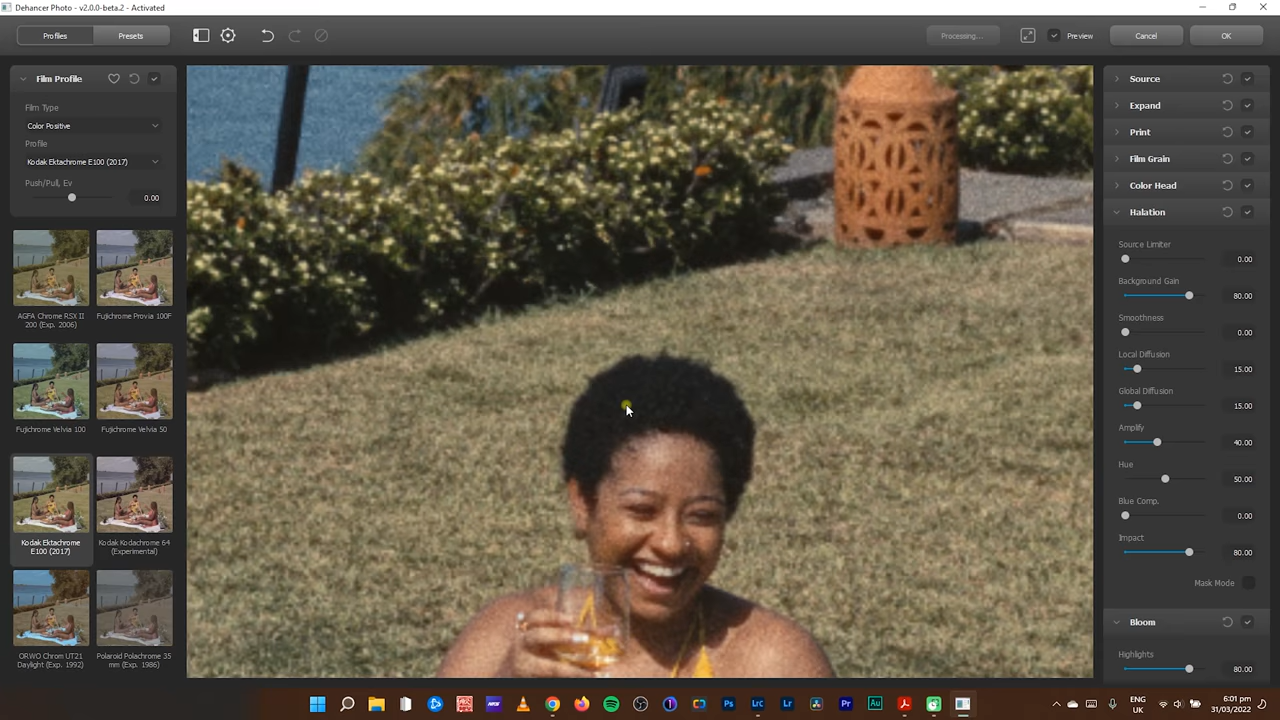 Dehancer Photo - v2.0.0-beta.2 - Activated
Profiles
Presets
Processing...
Preview
Cancel
OK
Film Profile
Film Type
Color Positive
Profile
Kodak Ektachrome E100 (2017)
Push/Pull, Ev
0.00
AGFA Chrome RSX II
200 (Exp. 2006)
Fujichrome Provia 100F
Fujichrome Velvia 100
Fujichrome Velvia 50
Kodak Ektachrome
E100 (2017)
Kodak Kodachrome 64
(Experimental)
ORWO Chrom UT21
Daylight (Exp. 1992)
Polaroid Polachrome 35
mm (Exp. 1986)
Source
Expand
Print
Film Grain
Color Head
Halation
Source Limiter
0.00
Background Gain
80.00
Smoothness
0.00
Local Diffusion
15.00
Global Diffusion
15.00
Amplify
40.00
Hue
50.00
Blue Comp.
0.00
Impact
80.00
Mask Mode
Bloom
Highlights
80.00
Ps
Lrc
Lr
Pr
Au
ENG
UK
6:01 pm
31/03/2022